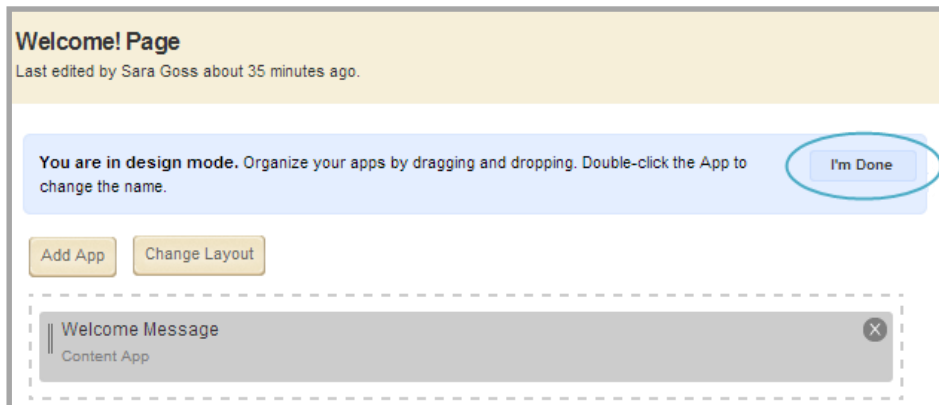 Welcome! Page
Last edited by Sara Goss about 35 minutes ago.
You are in design mode. Organize your apps by dragging and dropping. Double-click the App to
change the name.
I'm Done
Add App
Change Layout
Welcome Message
Content App
X